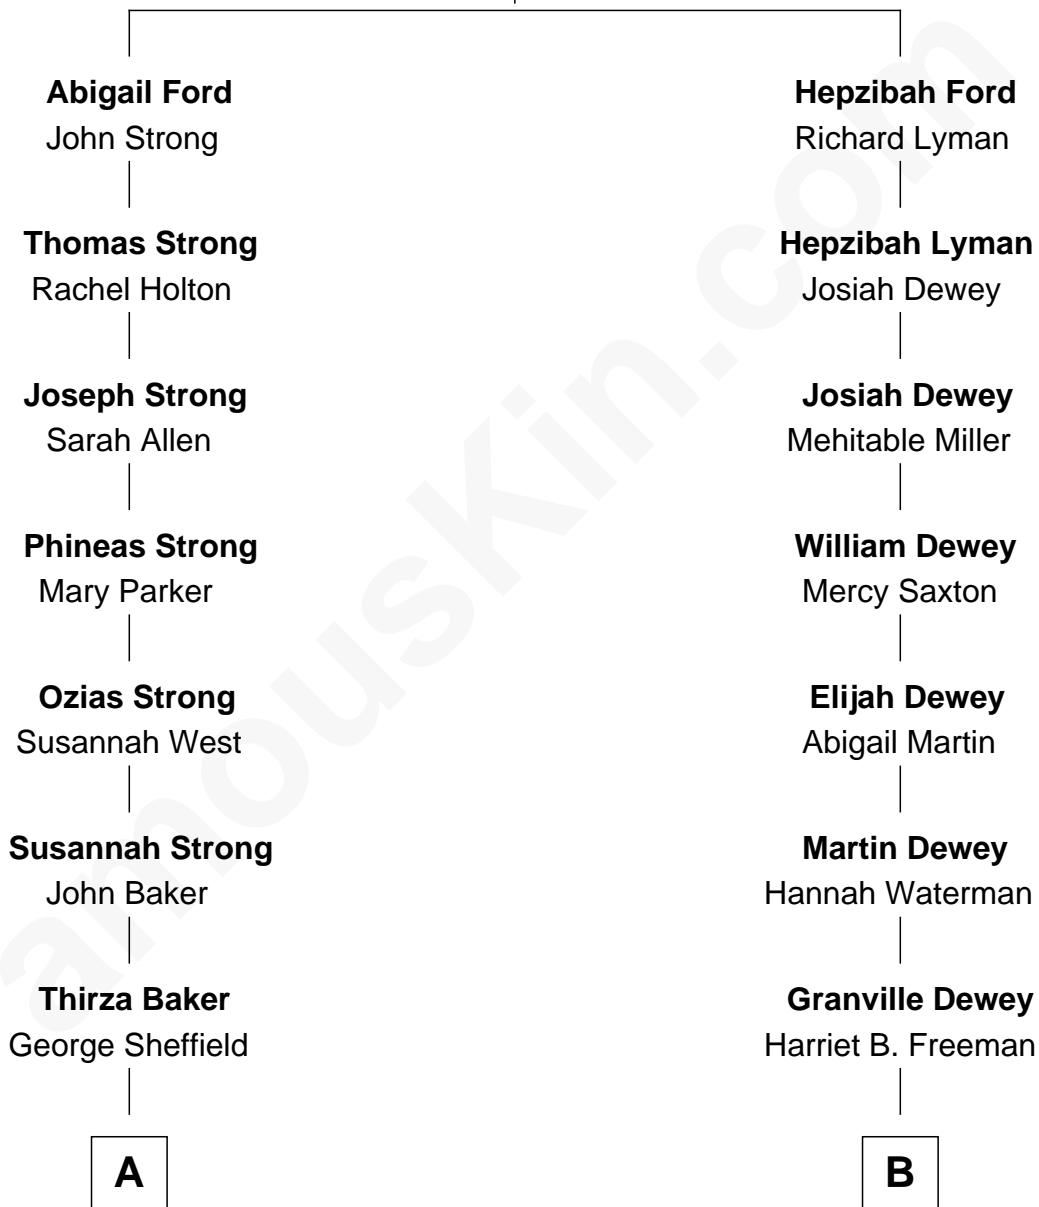 Abigail Ford
John Strong
Hepzibah Ford
Richard Lyman
Thomas Strong
Rachel Holton
Hepzibah Lyman
Josiah Dewey
Joseph Strong
Sarah Allen
Josiah Dewey
Mehitable Miller
Phineas Strong
Mary Parker
William Dewey
Mercy Saxton
Ozias Strong
Susannah West
Elijah Dewey
Abigail Martin
Susannah Strong
John Baker
Martin Dewey
Hannah Waterman
Thirza Baker
George Sheffield
Granville Dewey
Harriet B. Freeman
A
B
amouskin.com